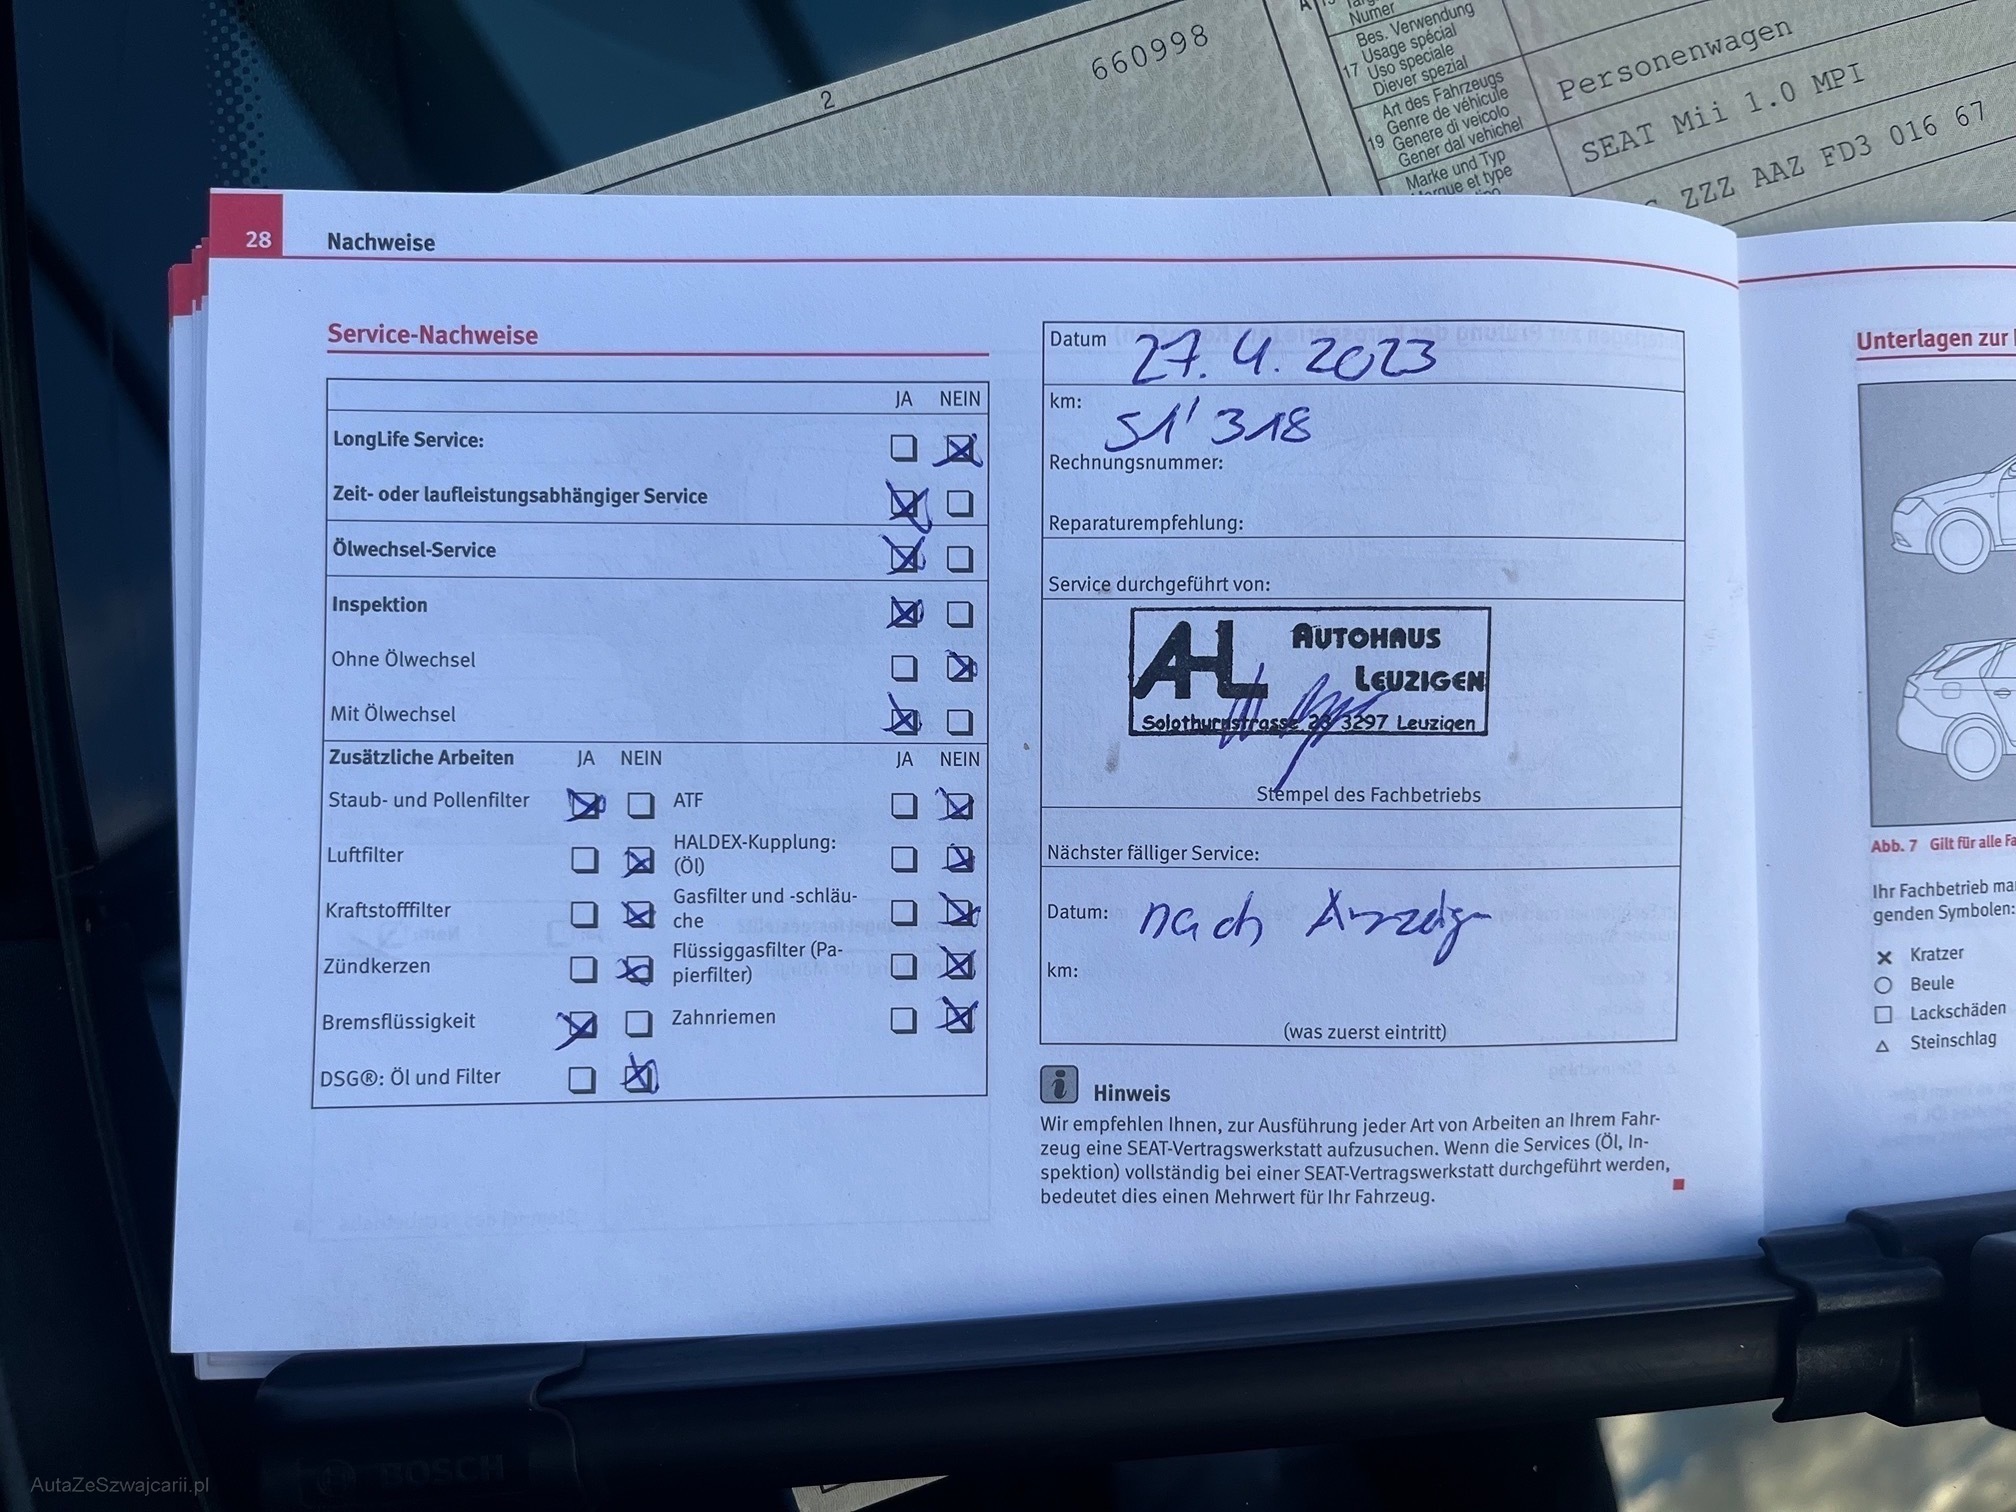 2
660998
Numer
Bes. Verwendung
Usage spécial
17 Uso speciale
Diever spezial
Art des Fahrzeugs
Genre de véhicule
19 Genere di veicolo
Gener dal vehichel
Marke und Typ
et type
Personenwagen
SEAT Mii 1.0 MPI
ZZZ AAZ FD3 016 67
28 Nachweise
Service-Nachweise
JA NEIN
LongLife Service:
Zeit- oder laufleistungsabhängiger Service
Ölwechsel-Service
Inspektion
Ohne Ölwechsel
Mit Ölwechsel
Zusätzliche Arbeiten JA NEIN JA NEIN
Staub- und Pollenfilter ATF
Luftfilter HALDEX-Kupplung:
(Öl)
Kraftstofffilter Gasfilter und -schläu-
che
Zündkerzen Flüssiggasfilter (Pa-
pierfilter)
Bremsflüssigkeit Zahnriemen
DSG®: Öl und Filter
Datum 27. 4. 2023
km: 51'318
Rechnungsnummer:
Reparaturempfehlung:
Service durchgeführt von:
AHL AUTOHAUS
LEUZIGEN
Solothurnstrasse 23 3297 Leuzigen
Stempel des Fachbetriebs
Nächster fälliger Service:
Datum: nach Anzeige
km:
(was zuerst eintritt)
i Hinweis
Wir empfehlen Ihnen, zur Ausführung jeder Art von Arbeiten an Ihrem Fahr-
zeug eine SEAT-Vertragswerkstatt aufzusuchen. Wenn die Services (Öl, In-
spektion) vollständig bei einer SEAT-Vertragswerkstatt durchgeführt werden,
bedeutet dies einen Mehrwert für Ihr Fahrzeug.
Unterlagen zur
Abb. 7 Gilt für alle
Ihr Fachbetrieb
genden Symbolen:
Kratzer
Beule
Lackschäden
Steinschlag
BOSCH
AutaZeSzwajcarii.pl